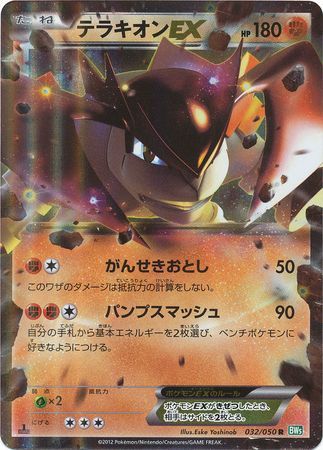 たね
テラキオンEX
HP 180
がんせきおとし 50
このワザのダメージは抵抗力の計算をしない。
パンプスマッシュ 90
自分の手札から基本エネルギーを2枚選び、ベンチポケモンに
好きなようにつける。
弱点 抵抗力
×2
にげる
ポケモンEXのルール
ポケモンEXがきぜつしたとき、
相手はサイドを2枚とる。
Illus.Eske Yoshinob
032/050 R BW5
©2012 Pokémon/Nintendo/Creatures/GAME FREAK.